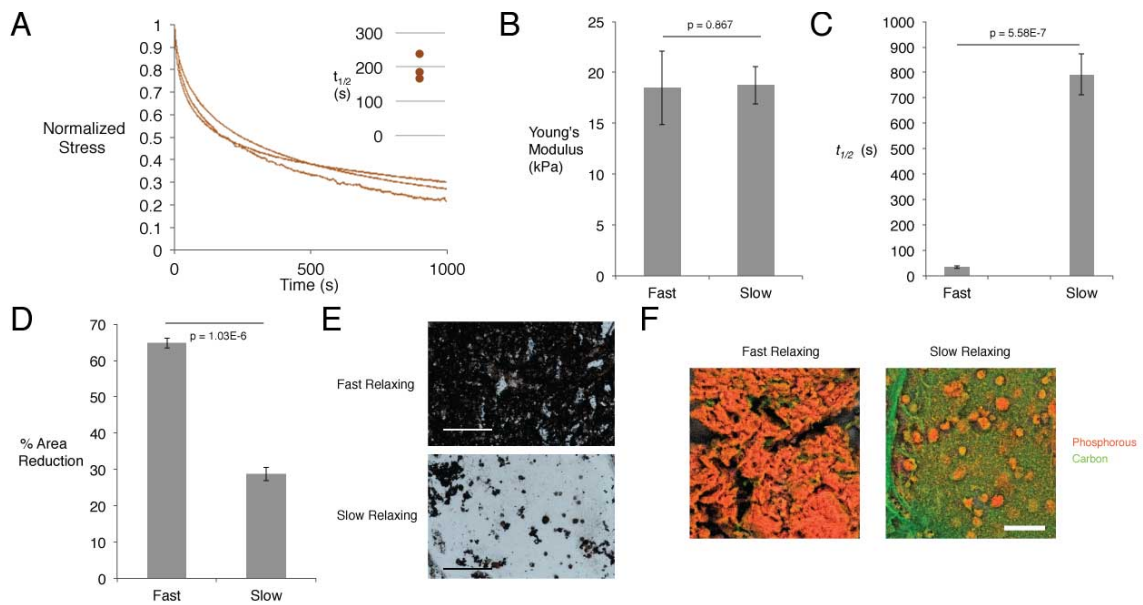 A
Normalized
Stress
1
0.9
0.8
0.7
0.6
0.5
0.4
0.3
0.2
0.1
0
0
500
1000
Time (s)
t1/2
(s)
300
200
100
0
B
Young's
Modulus
(kPa)
25
20
15
10
5
0
p = 0.867
Fast
Slow
C
t1/2 (s)
1000
900
800
700
600
500
400
300
200
100
0
p = 5.58E-7
Fast
Slow
D
% Area
Reduction
70
60
50
40
30
20
10
0
p = 1.03E-6
Fast
Slow
E
Fast Relaxing
Slow Relaxing
F
Fast Relaxing
Slow Relaxing
Phosphorous
Carbon